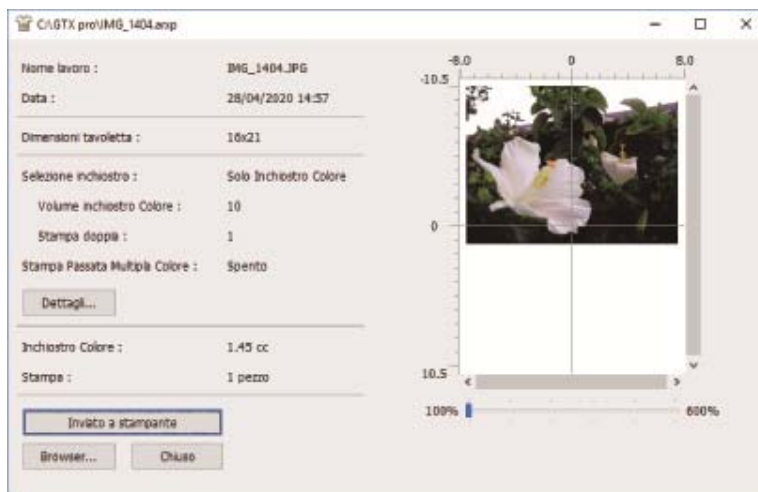 C:\GTX pro\IMG_1404.arxp
Nome lavoro : IMG_1404.JPG
Data : 28/04/2020 14:57
Dimensioni tavoletta : 16x21
Selezione inchiostro : Solo Inchiostro Colore
Volume inchiostro Colore : 10
Stampa doppia : 1
Stampa Passata Multipla Colore : Spento
Dettagli...
Inchiostro Colore : 1.45 cc
Stampa : 1 pezzo
Inviato a stampante
Browser... Chiuso
-8.0 0 8.0
-10.5
0
10.5
100% 600%